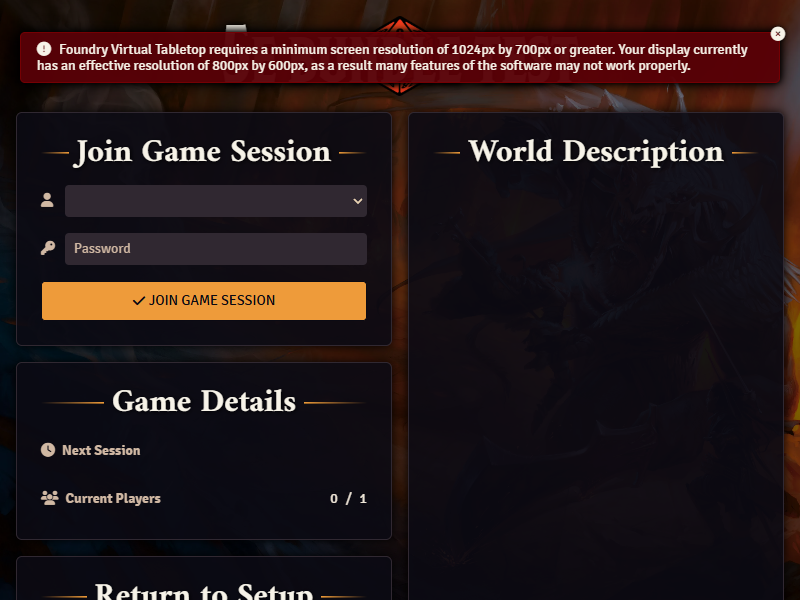 Foundry Virtual Tabletop requires a minimum screen resolution of 1024px by 700px or greater. Your display currently
has an effective resolution of 800px by 600px, as a result many features of the software may not work properly.
Join Game Session
Password
JOIN GAME SESSION
Game Details
Next Session
Current Players
0 / 1
Return to Setup
World Description